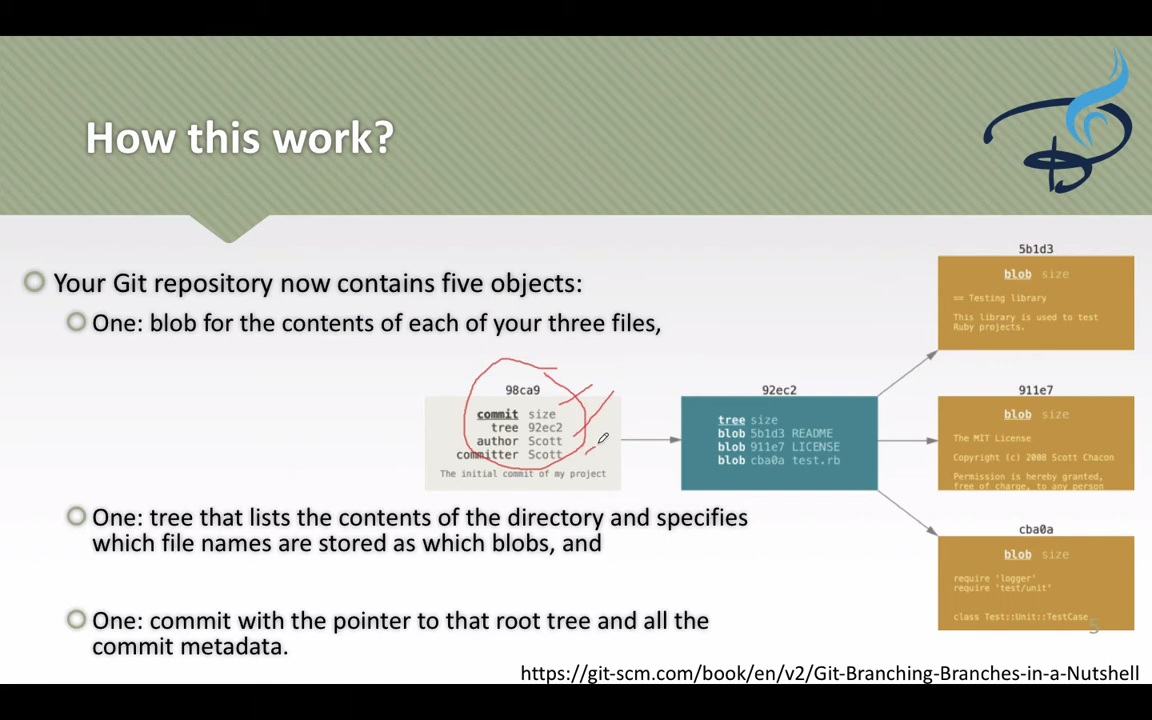 How this work?
Your Git repository now contains five objects:
One: blob for the contents of each of your three files,
98ca9
commit size
tree 92ec2
author Scott
committer Scott
The initial commit of my project
92ec2
tree size
blob 5b1d3 README
blob 911e7 LICENSE
blob cba0a test.rb
5b1d3
blob size
== Testing library
This library is used to test
Ruby projects.
911e7
blob size
The MIT License
Copyright (c) 2008 Scott Chacon
Permission is hereby granted,
free of charge, to any person
cba0a
blob size
require 'logger'
require 'test/unit'
class Test::Unit::TestCase
5
One: tree that lists the contents of the directory and specifies
which file names are stored as which blobs, and
One: commit with the pointer to that root tree and all the
commit metadata.
https://git-scm.com/book/en/v2/Git-Branching-Branches-in-a-Nutshell